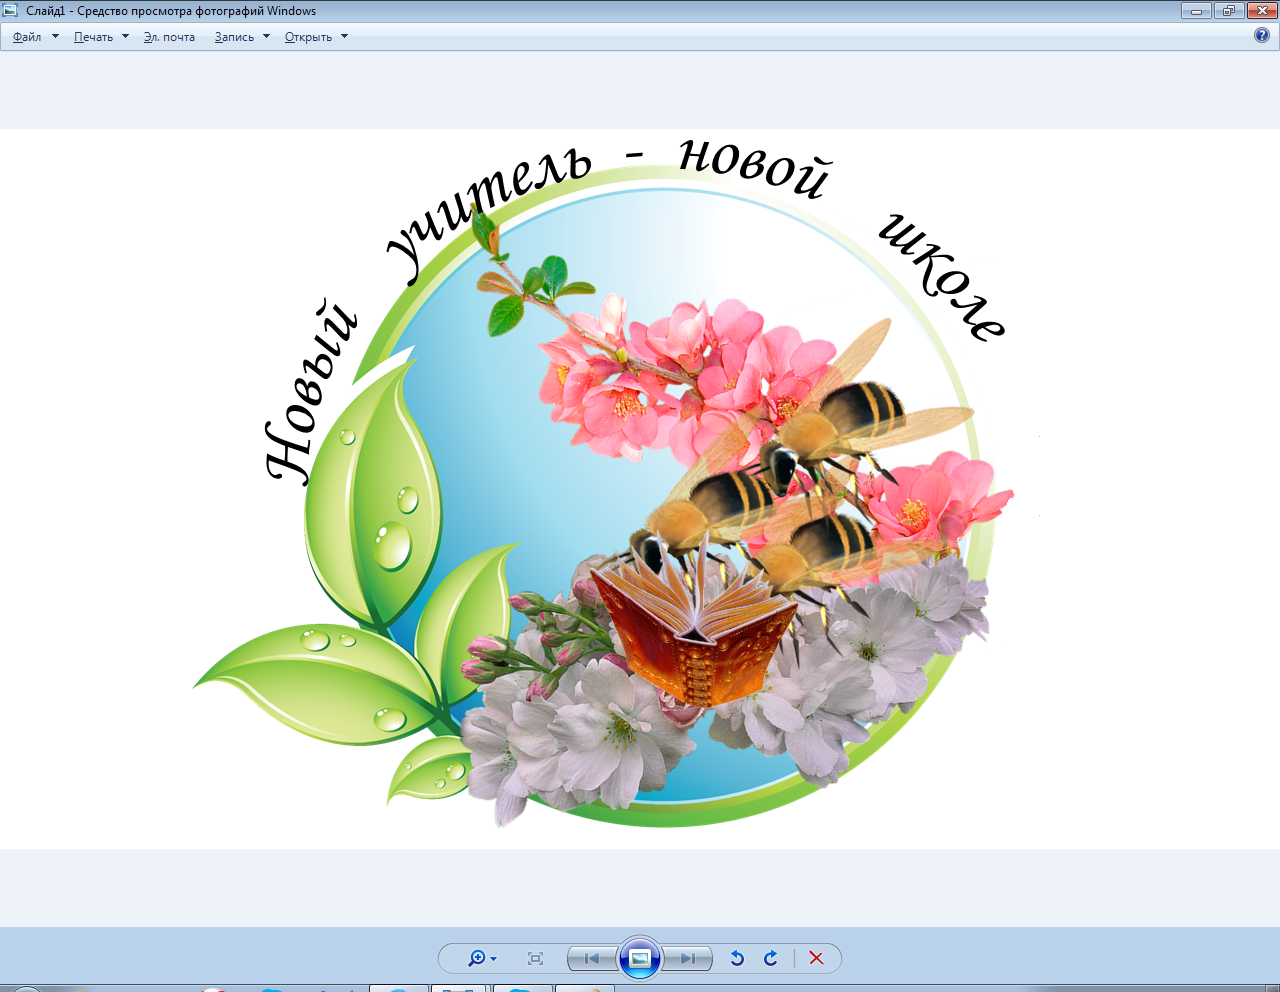 Слайд1 - Средство просмотра фотографий Windows
Файл Печать Эл. почта Запись Открыть
Новый учитель - новой школе